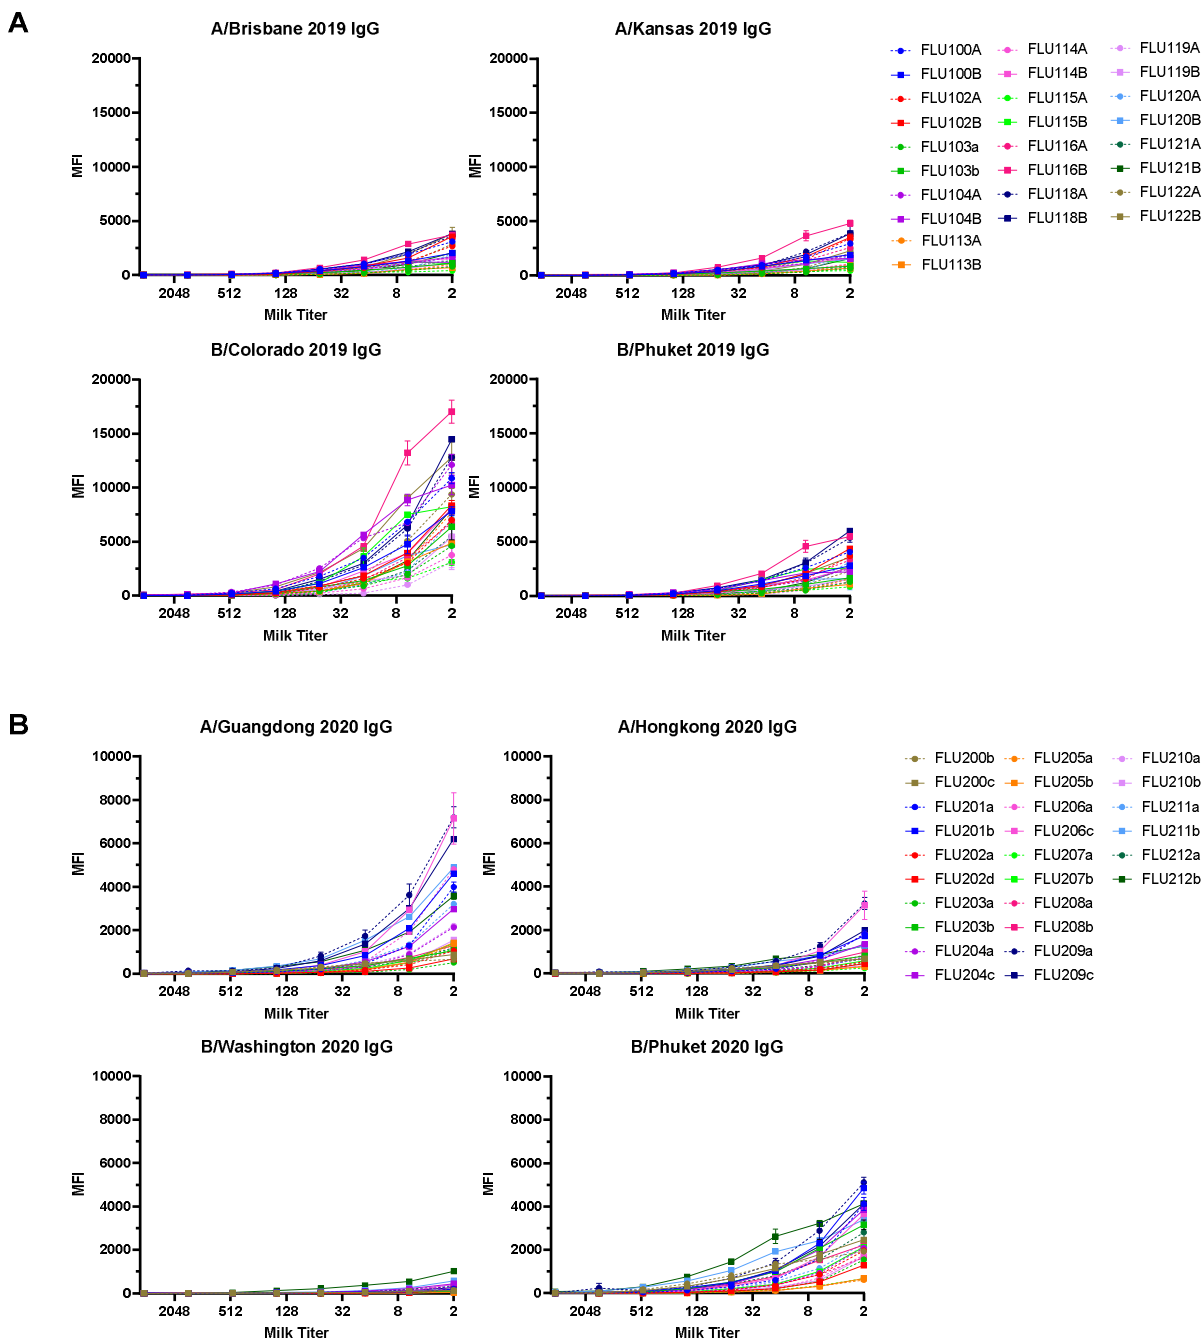 A
A/Brisbane 2019 IgG
20000
15000
10000
5000
0
MFI
2048 512 128 32 8 2
Milk Titer
A/Kansas 2019 IgG
20000
15000
10000
5000
0
MFI
2048 512 128 32 8 2
Milk Titer
FLU100A FLU114A FLU119A
FLU100B FLU114B FLU119B
FLU102A FLU115A FLU120A
FLU102B FLU115B FLU120B
FLU103a FLU116A FLU121A
FLU103b FLU116B FLU121B
FLU104A FLU118A FLU122A
FLU104B FLU118B FLU122B
FLU113A
FLU113B
B/Colorado 2019 IgG
20000
15000
10000
5000
0
MFI
2048 512 128 32 8 2
Milk Titer
B/Phuket 2019 IgG
20000
15000
10000
5000
0
MFI
2048 512 128 32 8 2
Milk Titer
B
A/Guangdong 2020 IgG
10000
8000
6000
4000
2000
0
MFI
2048 512 128 32 8 2
Milk Titer
A/Hongkong 2020 IgG
10000
8000
6000
4000
2000
0
MFI
2048 512 128 32 8 2
Milk Titer
FLU200b FLU205a FLU210a
FLU200c FLU205b FLU210b
FLU201a FLU206a FLU211a
FLU201b FLU206c FLU211b
FLU202a FLU207a FLU212a
FLU202d FLU207b FLU212b
FLU203a FLU208a
FLU203b FLU208b
FLU204a FLU209a
FLU204c FLU209c
B/Washington 2020 IgG
10000
8000
6000
4000
2000
0
MFI
2048 512 128 32 8 2
Milk Titer
B/Phuket 2020 IgG
10000
8000
6000
4000
2000
0
MFI
2048 512 128 32 8 2
Milk Titer